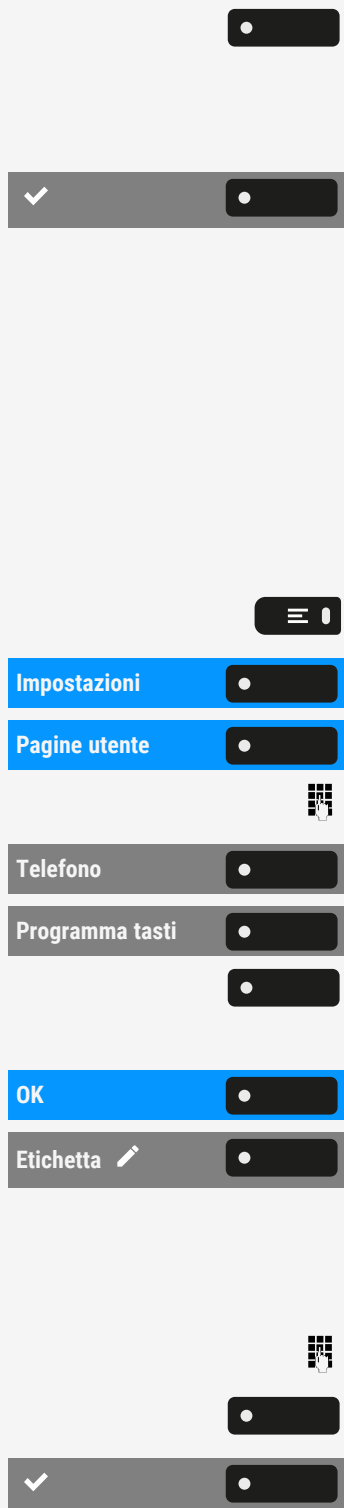 Impostazioni
Pagine utente
Telefono
Programma tasti
OK
Etichetta